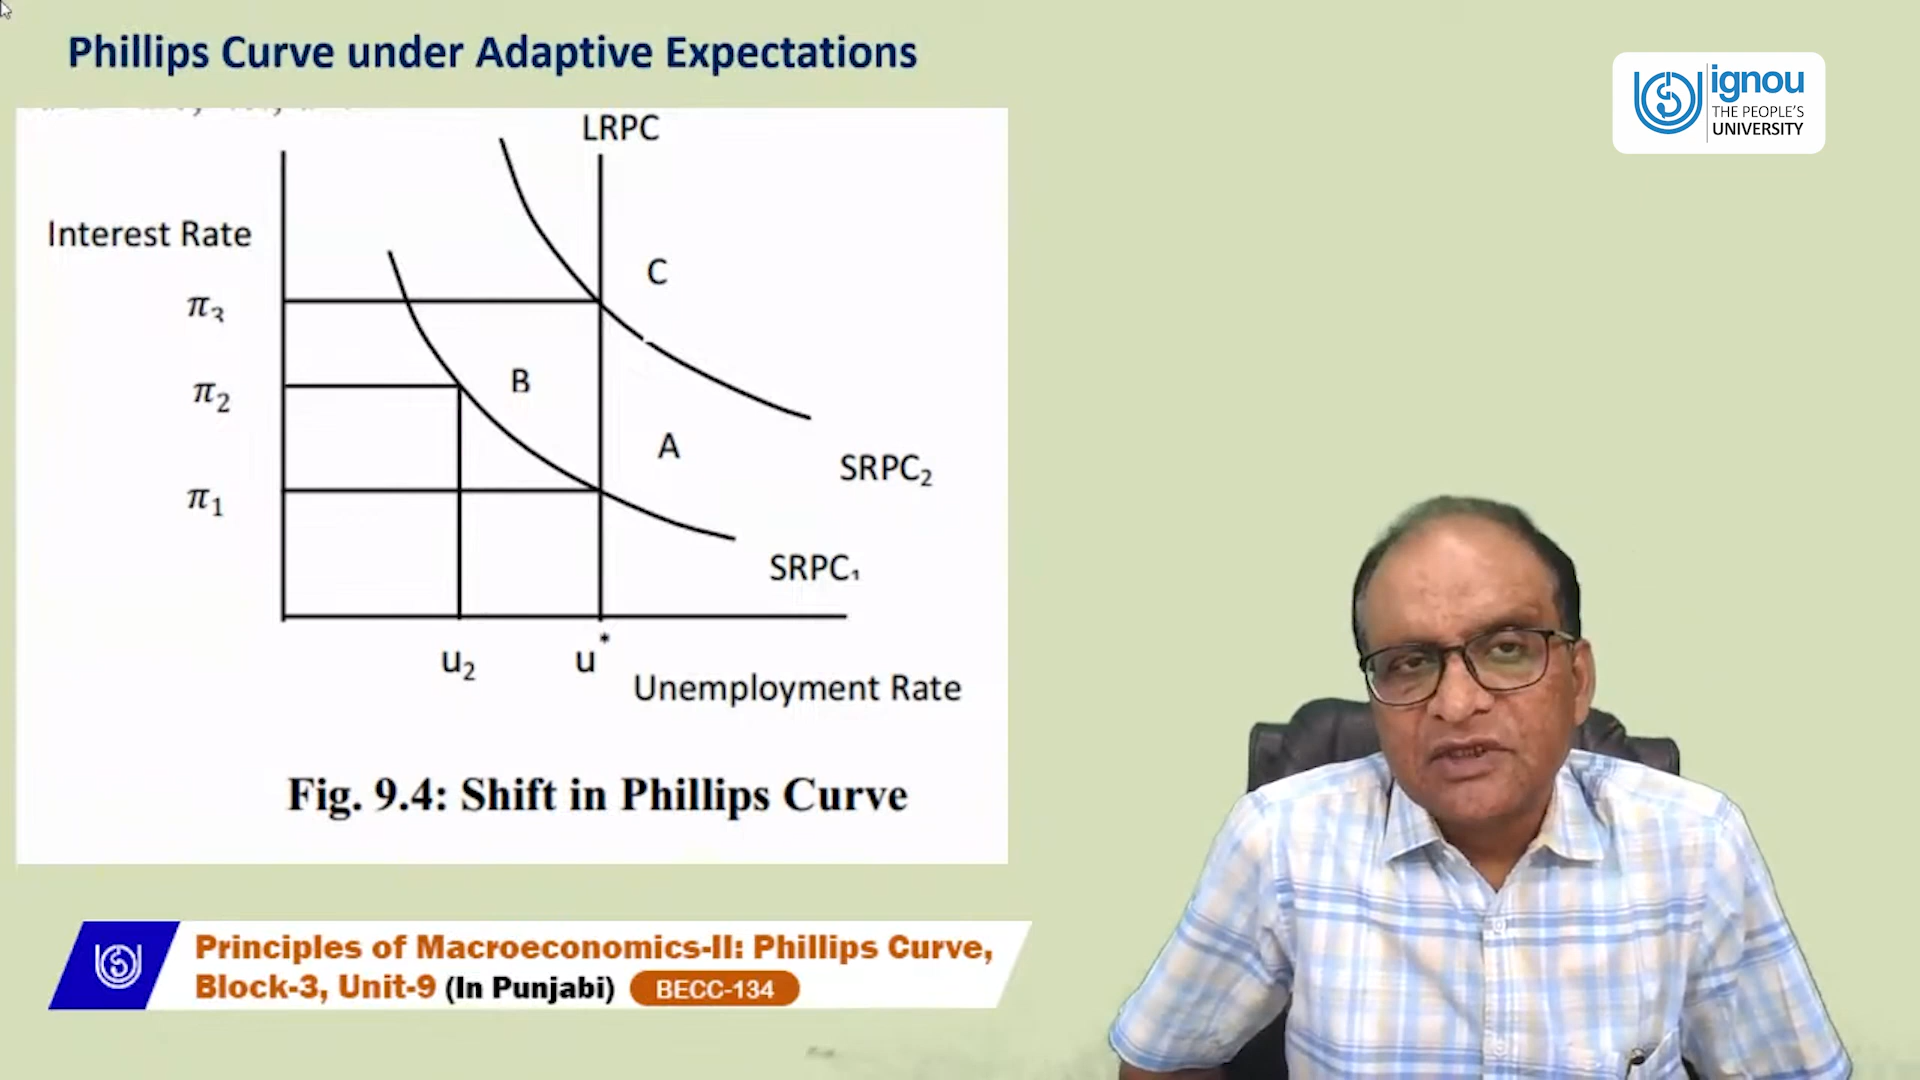 Phillips Curve under Adaptive Expectations
ignou
THE PEOPLE'S
UNIVERSITY
LRPC
Interest Rate
π₃
C
π₂
B
A
SRPC₂
π₁
SRPC₁
u₂
u*
Unemployment Rate
Fig. 9.4: Shift in Phillips Curve
Principles of Macroeconomics-II: Phillips Curve,
Block-3, Unit-9 (In Punjabi) BECC-134